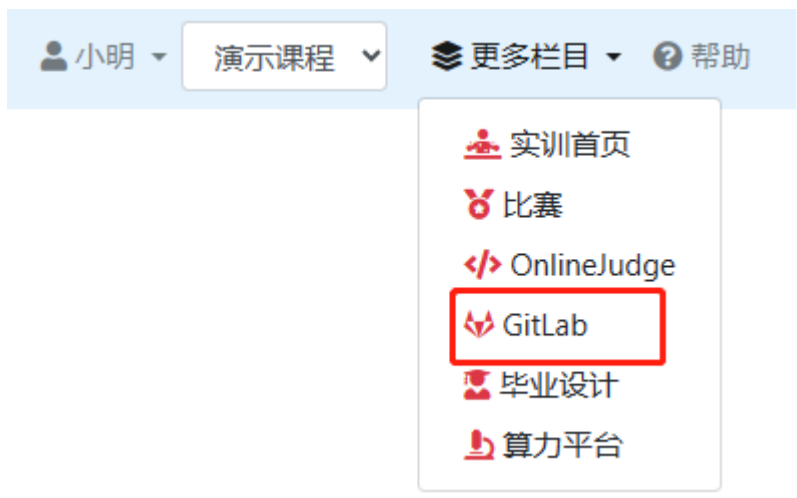 小明 演示课程 更多栏目 帮助
实训首页
比赛
OnlineJudge
GitLab
毕业设计
算力平台